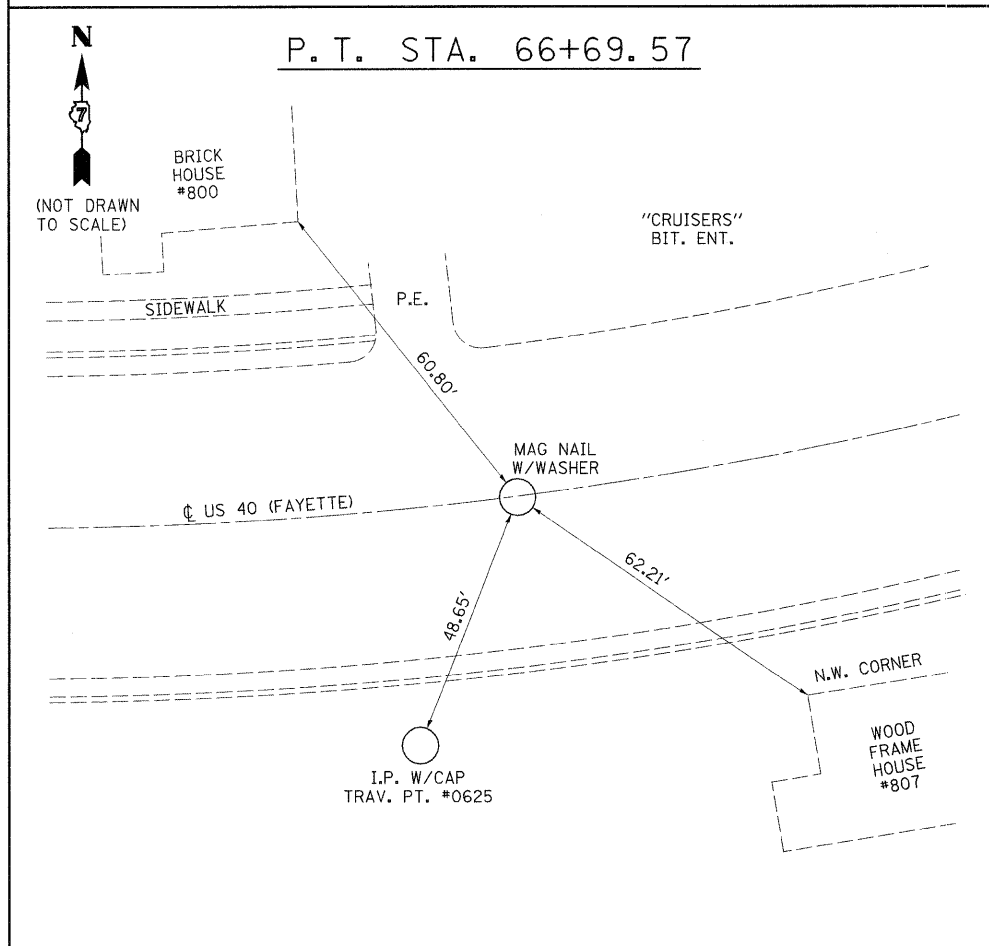 N
P.T. STA. 66+69.57
7
BRICK
HOUSE
#800
(NOT DRAWN
TO SCALE)
"CRUISERS"
BIT. ENT.
SIDEWALK
P.E.
60.80'
MAG NAIL
W/WASHER
℄ US 40 (FAYETTE)
62.21'
48.65'
N.W. CORNER
WOOD
FRAME
HOUSE
#807
I.P. W/CAP
TRAV. PT. #0625